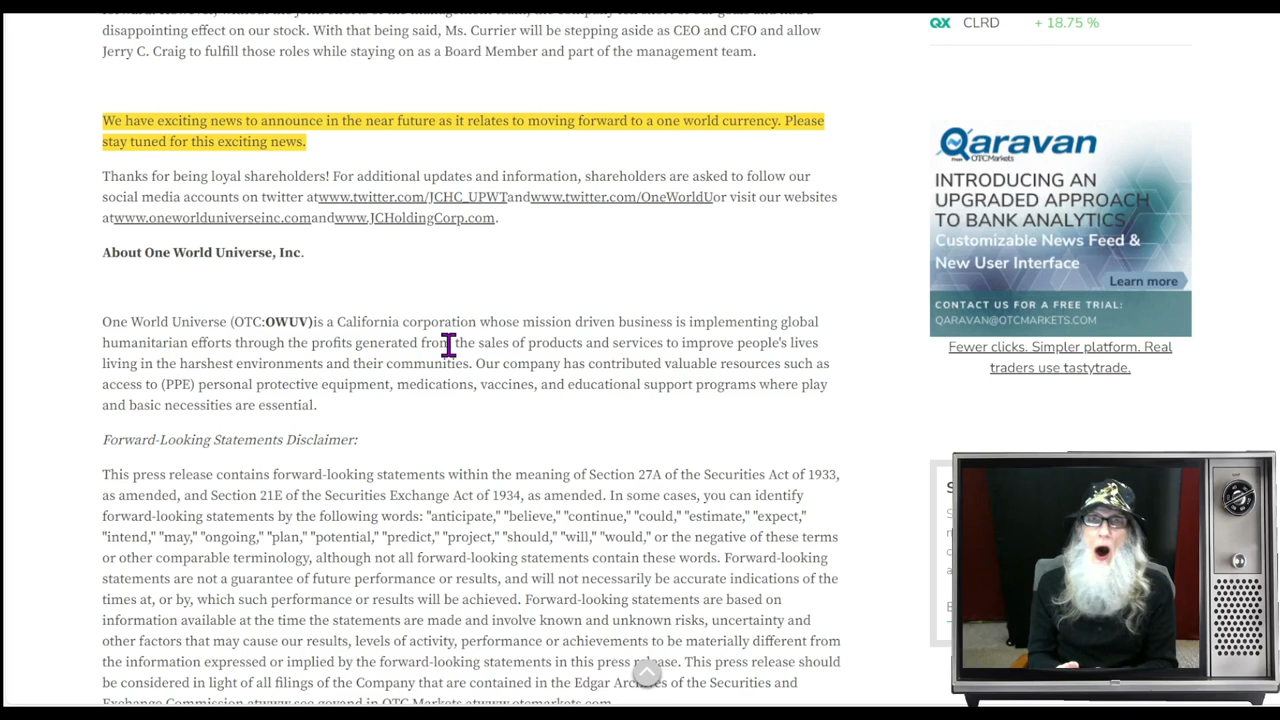 disappointing effect on our stock. With that being said, Ms. Currier will be stepping aside as CEO and CFO and allow
Jerry C. Craig to fulfill those roles while staying on as a Board Member and part of the management team.
We have exciting news to announce in the near future as it relates to moving forward to a one world currency. Please
stay tuned for this exciting news.
Thanks for being loyal shareholders! For additional updates and information, shareholders are asked to follow our
social media accounts on twitter atwww.twitter.com/JCHC_UPWTandwww.twitter.com/OneWorldUor visit our websites
atwww.oneworlduniverseinc.comandwww.JCHoldingCorp.com.
About One World Universe, Inc.
One World Universe (OTC:OWUV)is a California corporation whose mission driven business is implementing global
humanitarian efforts through the profits generated from the sales of products and services to improve people's lives
living in the harshest environments and their communities. Our company has contributed valuable resources such as
access to (PPE) personal protective equipment, medications, vaccines, and educational support programs where play
and basic necessities are essential.
Forward-Looking Statements Disclaimer:
This press release contains forward-looking statements within the meaning of Section 27A of the Securities Act of 1933,
as amended, and Section 21E of the Securities Exchange Act of 1934, as amended. In some cases, you can identify
forward-looking statements by the following words: "anticipate," "believe," "continue," "could," "estimate," "expect,"
"intend," "may," "ongoing," "plan," "potential," "predict," "project," "should," "will," "would," or the negative of these terms
or other comparable terminology, although not all forward-looking statements contain these words. Forward-looking
statements are not a guarantee of future performance or results, and will not necessarily be accurate indications of the
times at, or by, which such performance or results will be achieved. Forward-looking statements are based on
information available at the time the statements are made and involve known and unknown risks, uncertainty and
other factors that may cause our results, levels of activity, performance or achievements to be materially different from
the information expressed or implied by the forward-looking statements in this press release. This press release should
be considered in light of all filings of the Company that are contained in the Edgar Archives of the Securities and
Exchange Commission atwww.sec.govand in OTC Markets atwww.otcmarkets.com
QX CLRD + 18.75 %
Qaravan
From OTCMarkets
INTRODUCING AN
UPGRADED APPROACH
TO BANK ANALYTICS
Customizable News Feed &
New User Interface
Learn more
CONTACT US FOR A FREE TRIAL:
QARAVAN@OTCMARKETS.COM
Fewer clicks. Simpler platform. Real
traders use tastytrade.